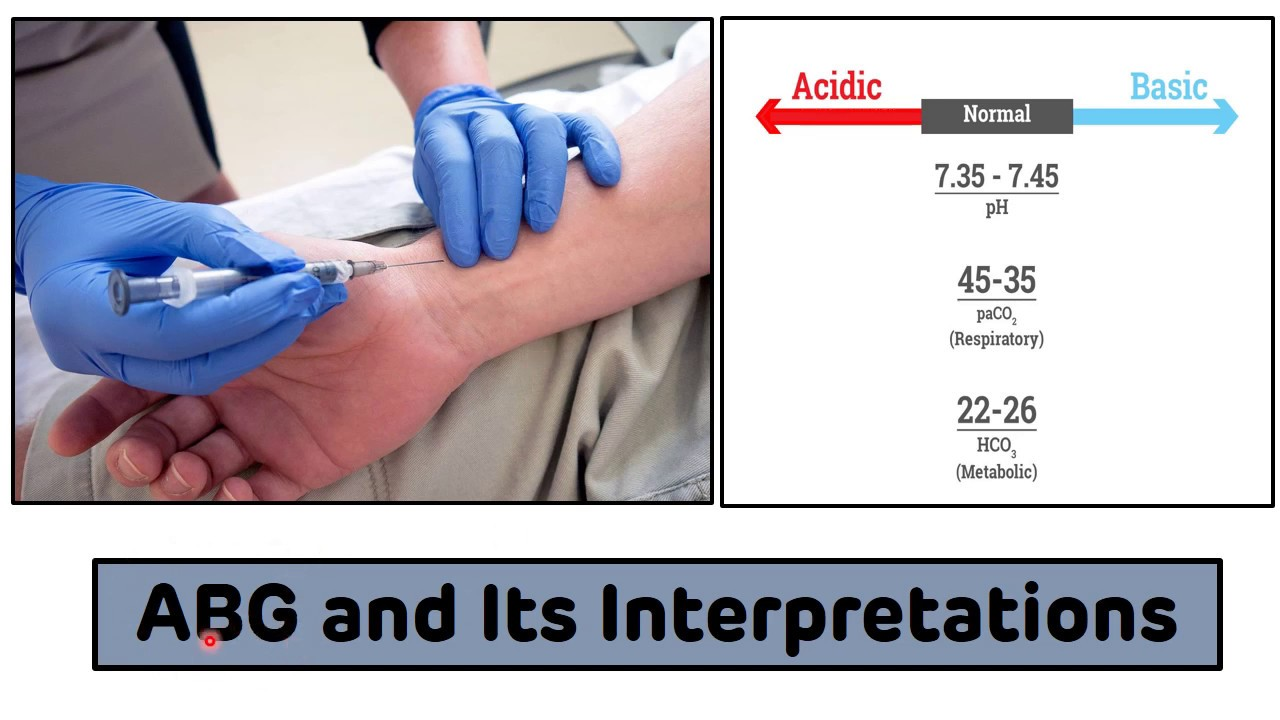 Acidic
Basic
Normal
7.35 - 7.45
pH
45-35
paCO₂
(Respiratory)
22-26
HCO₃
(Metabolic)
ABG and Its Interpretations